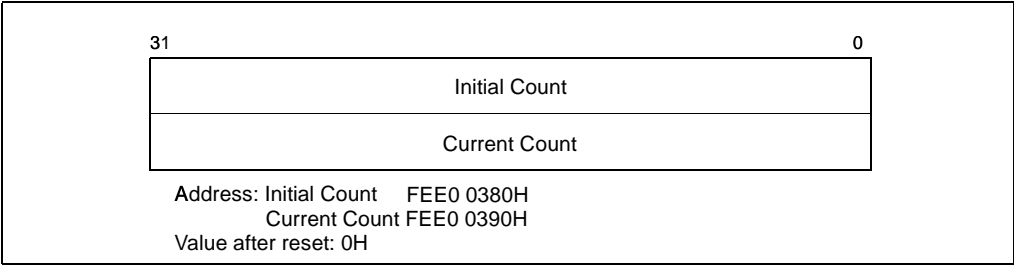 31 0
Initial Count
Current Count
Address: Initial Count FEE0 0380H
Current Count FEE0 0390H
Value after reset: 0H